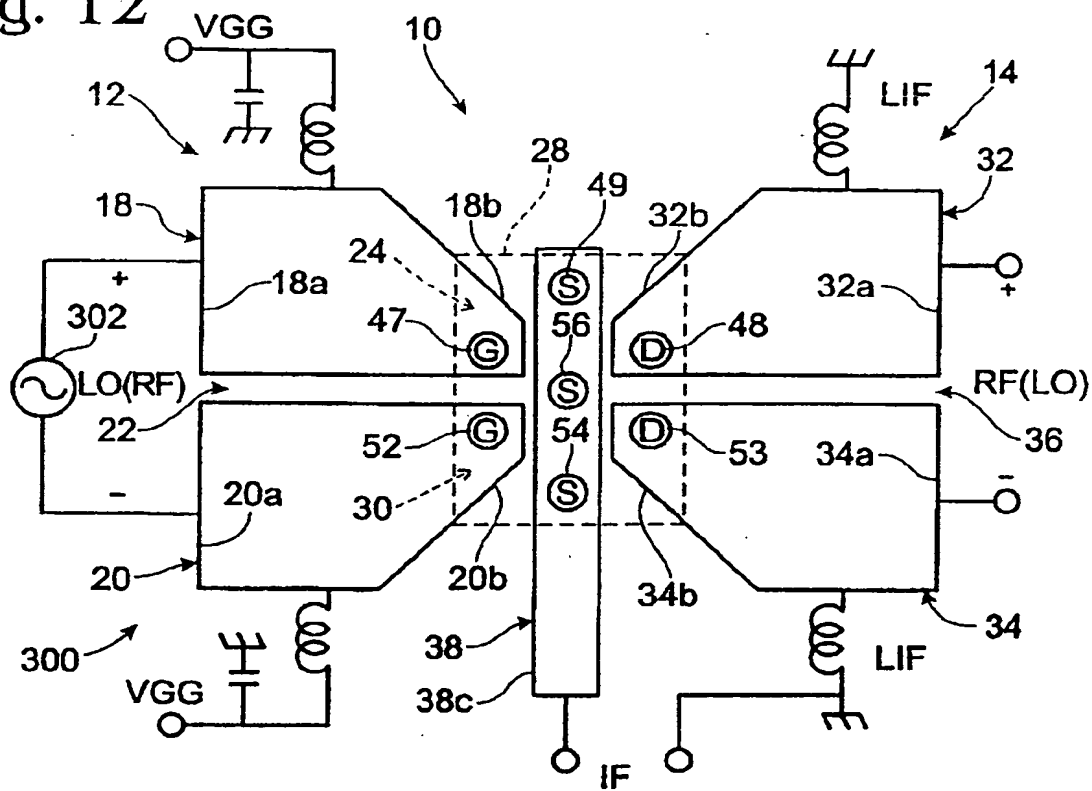 g. 12
VGG
10
LIF
14
12
28
49
32
18
18b
32b
24
S
+
18a
32a
+
302
47
56
48
G
D
LO(RF)
S
RF(LO)
22
52
G
54
D
53
36
34a
–
S
–
20a
30
20
20b
34b
34
300
38
LIF
VGG
38c
IF